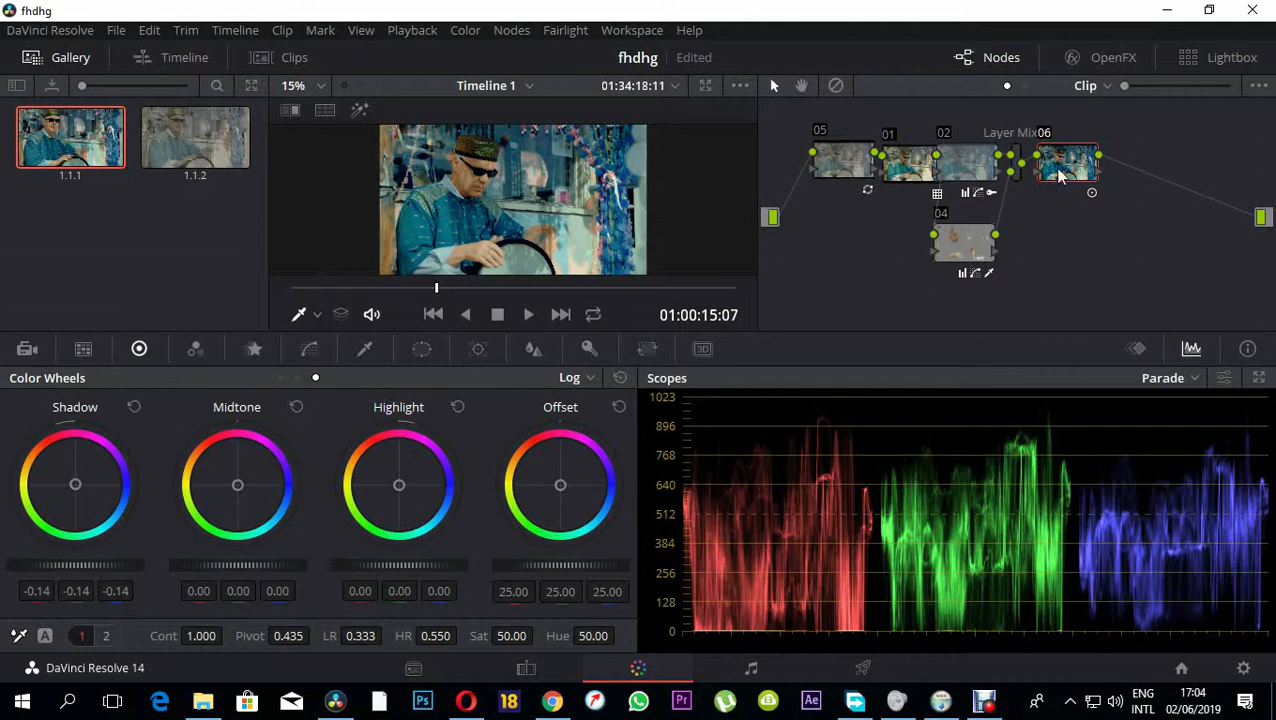 fhdhg
DaVinci Resolve File Edit Trim Timeline Clip Mark View Playback Color Nodes Fairlight Workspace Help
Gallery Timeline Clips fhdhg Edited Nodes OpenFX Lightbox
15% Timeline 1 01:34:18:11 Clip
1.1.1 1.1.2
05 01 02 Layer Mix 06
04
01:00:15:07
3D
Color Wheels Log Scopes Parade
Shadow Midtone Highlight Offset
1023
896
768
640
512
384
256
128
0
-0.14 -0.14 -0.14 0.00 0.00 0.00 0.00 0.00 0.00 25.00 25.00 25.00
A 1 2 Cont 1.000 Pivot 0.435 LR 0.333 HR 0.550 Sat 50.00 Hue 50.00
DaVinci Resolve 14
Ps 18 Pr Ae ENG 17:04
INTL 02/06/2019